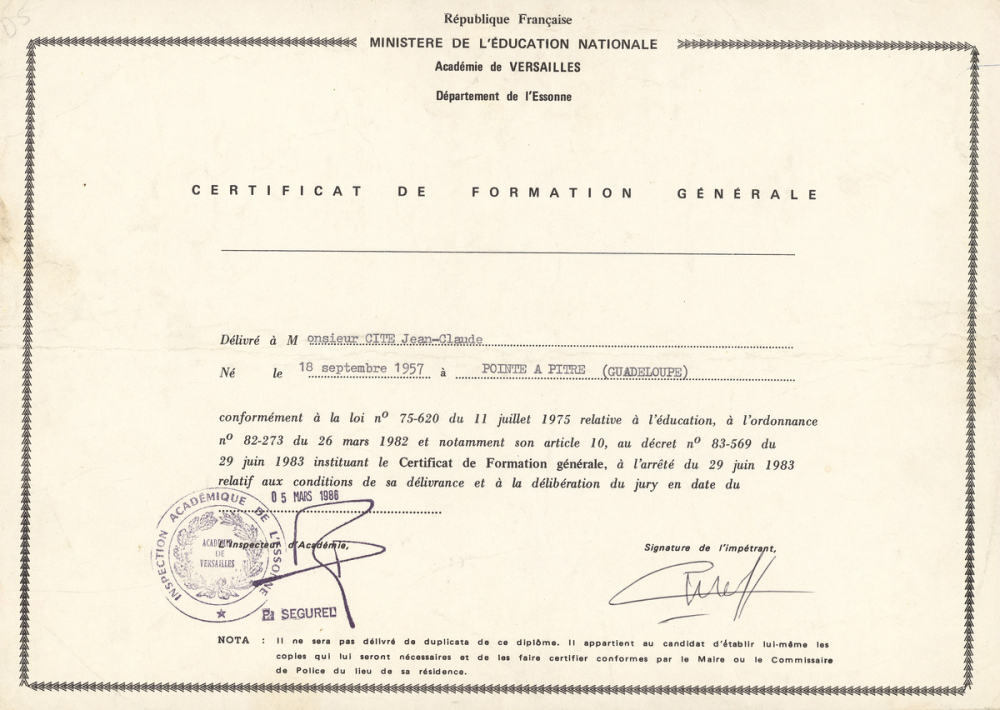 DS
République Française
MINISTERE DE L'ÉDUCATION NATIONALE
Académie de VERSAILLES
Département de l'Essonne
CERTIFICAT DE FORMATION GÉNÉRALE
Délivré à M onsieur CITE Jean-Claude
Né le 18 septembre 1957 à POINTE A PITRE (GUADELOUPE)
conformément à la loi nº 75-620 du 11 juillet 1975 relative à l'éducation, à l'ordonnance
nº 82-273 du 26 mars 1982 et notamment son article 10, au décret nº 83-569 du
29 juin 1983 instituant le Certificat de Formation générale, à l'arrêté du 29 juin 1983
relatif aux conditions de sa délivrance et à la délibération du jury en date du
05 MARS 1986
INSPECTION ACADÉMIQUE DE L'ESSONNE
ACADÉMIE
DE
VERSAILLES
L'Inspecteur d'Académie,
Signature de l'impétrant,
SEGUREL
NOTA : Il ne sera pas délivré de duplicata de ce diplôme. Il appartient au candidat d'établir lui-même les
copies qui lui seront nécessaires et de les faire certifier conformes par le Maire ou le Commissaire
de Police du lieu de sa résidence.